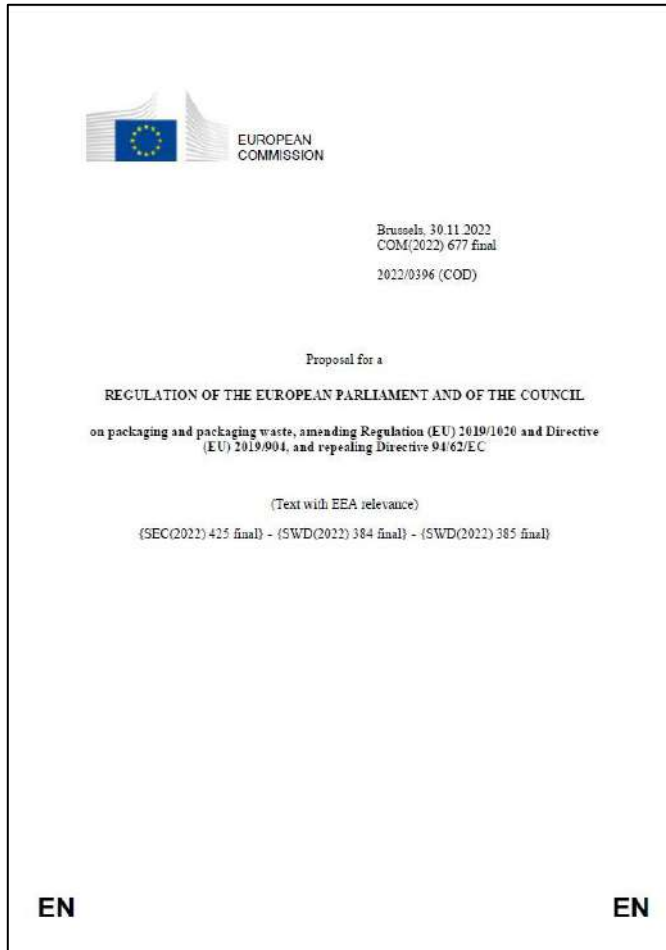 EUROPEAN
COMMISSION
Brussels, 30.11.2022
COM(2022) 677 final
2022/0396 (COD)
Proposal for a
REGULATION OF THE EUROPEAN PARLIAMENT AND OF THE COUNCIL
on packaging and packaging waste, amending Regulation (EU) 2019/1020 and Directive
(EU) 2019/904, and repealing Directive 94/62/EC
(Text with EEA relevance)
{SEC(2022) 425 final} - {SWD(2022) 384 final} - {SWD(2022) 385 final}
EN EN